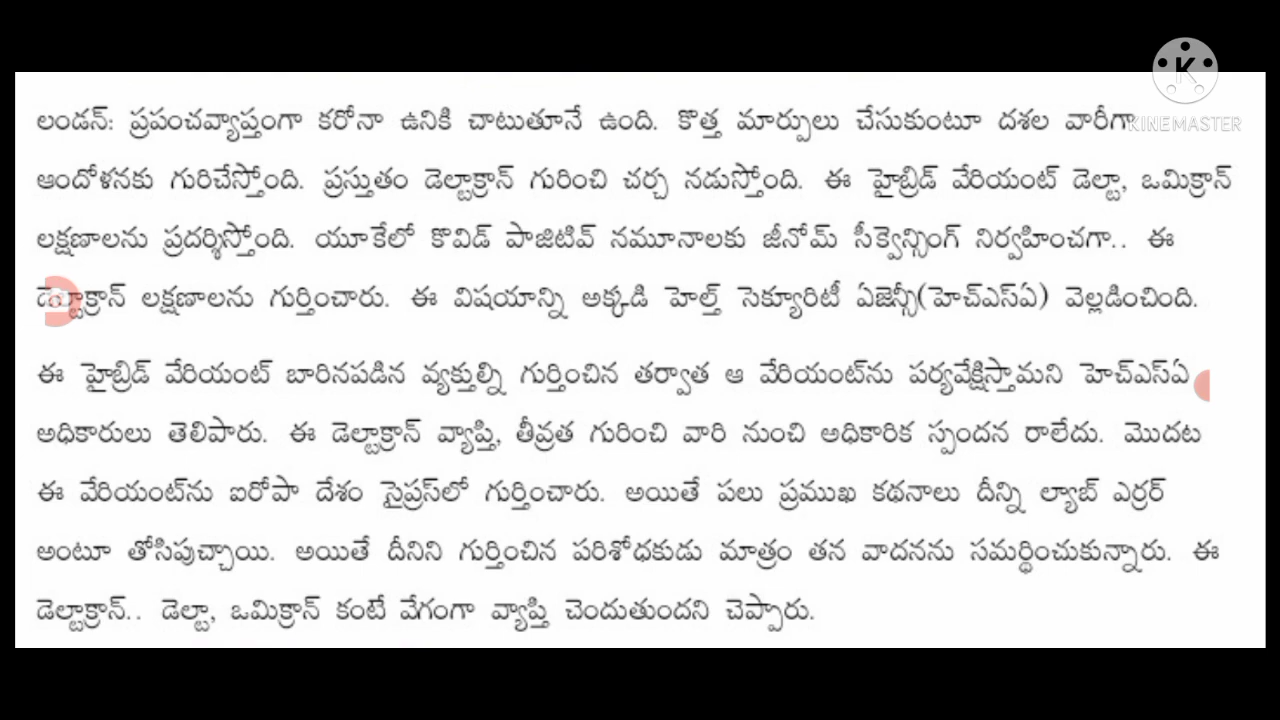 లండన్: ప్రపంచవ్యాప్తంగా కరోనా ఉనికి చాటుతూనే ఉంది. కొత్త మార్పులు చేసుకుంటూ దశల వారీగా
KINEMASTER
ఆందోళనకు గురిచేస్తోంది. ప్రస్తుతం డెల్టాక్రాన్ గురించి చర్చ నడుస్తోంది. ఈ హైబ్రిడ్ వేరియంట్ డెల్టా, ఒమిక్రాన్
లక్షణాలను ప్రదర్శిస్తోంది. యూకేలో కొవిడ్ పాజిటివ్ నమూనాలకు జీనోమ్ సీక్వెన్సింగ్ నిర్వహించగా.. ఈ
డెల్టాక్రాన్ లక్షణాలను గుర్తించారు. ఈ విషయాన్ని అక్కడి హెల్త్ సెక్యూరిటీ ఏజెన్సీ(హెచ్ఎస్ఏ) వెల్లడించింది.
ఈ హైబ్రిడ్ వేరియంట్ బారినపడిన వ్యక్తుల్ని గుర్తించిన తర్వాత ఆ వేరియంట్‌ను పర్యవేక్షిస్తామని హెచ్ఎస్ఏ
అధికారులు తెలిపారు. ఈ డెల్టాక్రాన్ వ్యాప్తి, తీవ్రత గురించి వారి నుంచి అధికారిక స్పందన రాలేదు. మొదట
ఈ వేరియంట్‌ను ఐరోపా దేశం సైప్రస్‌లో గుర్తించారు. అయితే పలు ప్రముఖ కథనాలు దీన్ని ల్యాబ్ ఎర్రర్
అంటూ తోసిపుచ్చాయి. అయితే దీనిని గుర్తించిన పరిశోధకుడు మాత్రం తన వాదనను సమర్థించుకున్నారు. ఈ
డెల్టాక్రాన్.. డెల్టా, ఒమిక్రాన్ కంటే వేగంగా వ్యాప్తి చెందుతుందని చెప్పారు.